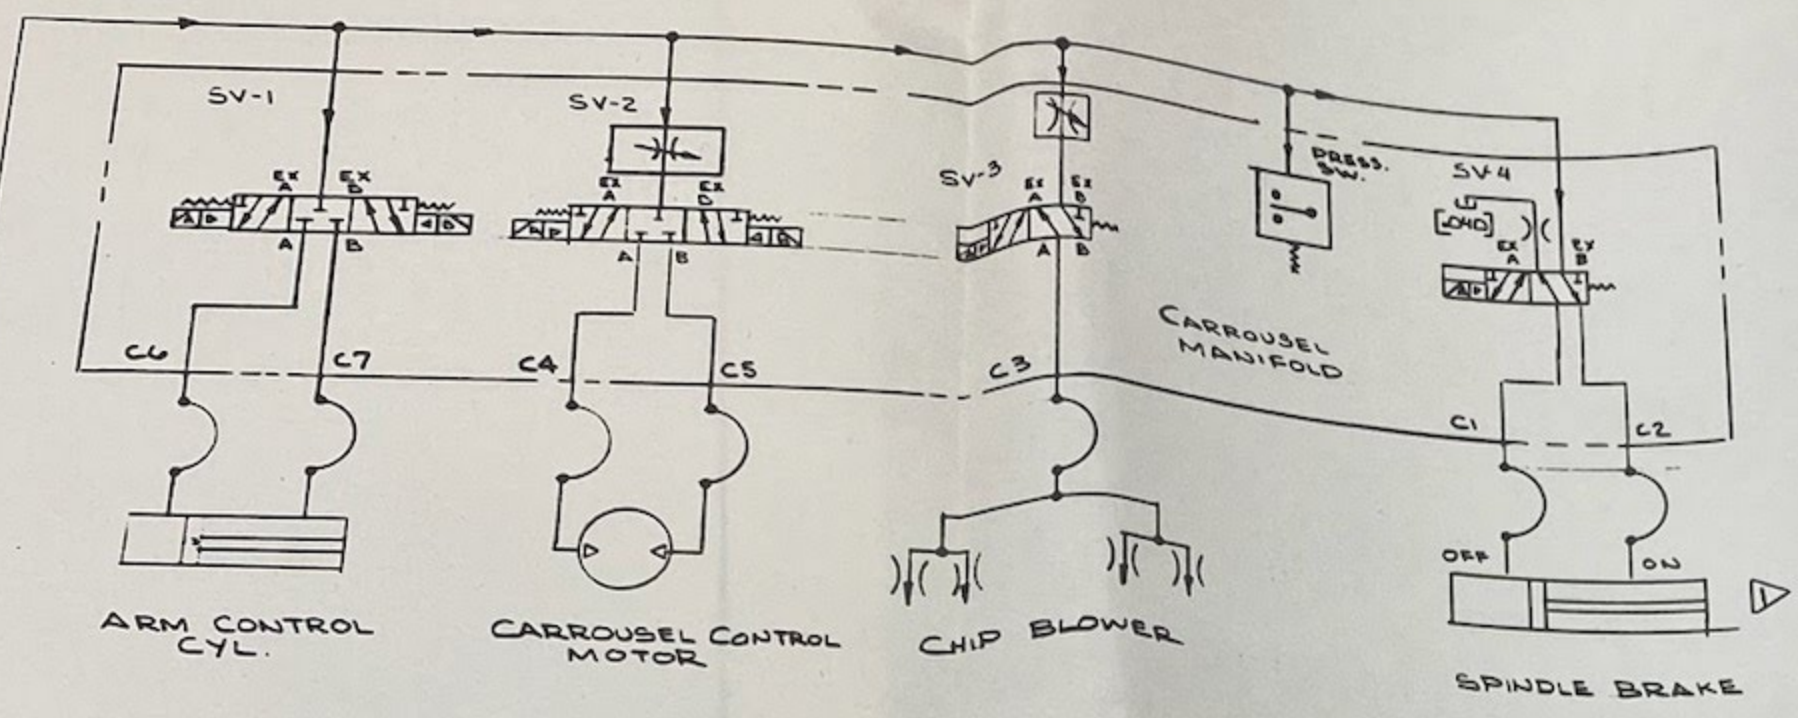 SV-1
EX
A
EX
B
A
B
C6
C7
ARM CONTROL
CYL.
SV-2
EX
A
EX
B
A
B
C4
C5
CARROUSEL CONTROL
MOTOR
SV-3
EX
A
EX
B
A
B
C3
CHIP BLOWER
PRESS.
SW.
CARROUSEL
MANIFOLD
SV-4
EX
A
EX
B
C1
C2
OFF
ON
1
SPINDLE BRAKE